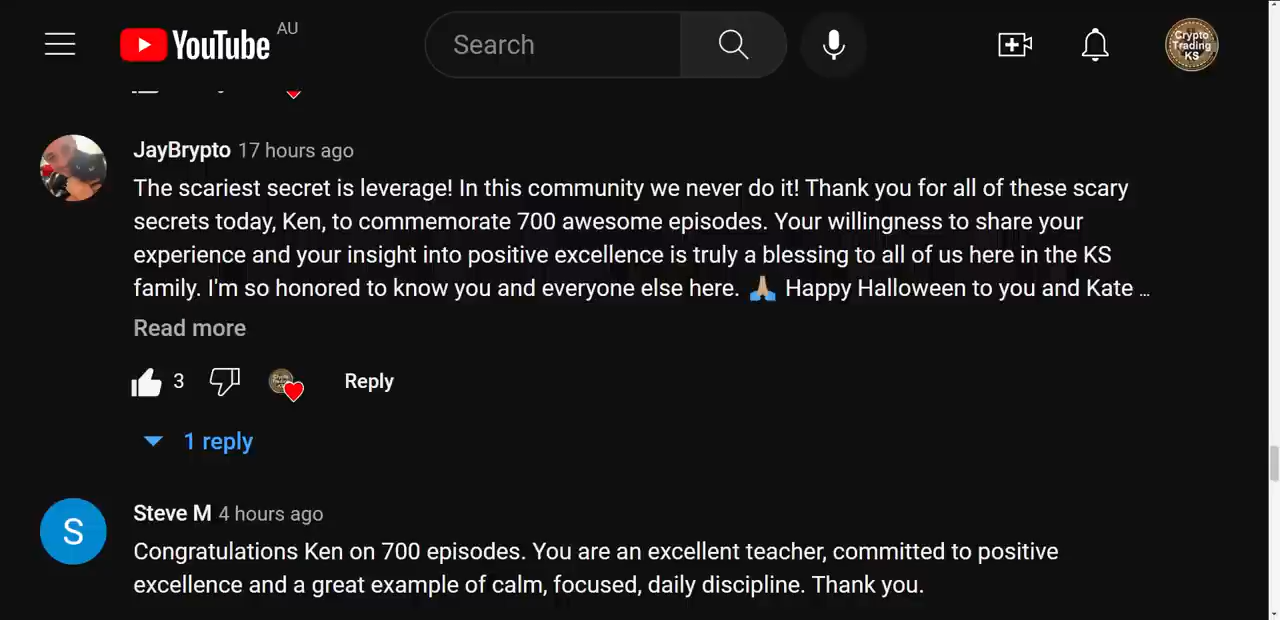 YouTube AU
Search
Crypto
Trading
KS
JayBrypto 17 hours ago
The scariest secret is leverage! In this community we never do it! Thank you for all of these scary
secrets today, Ken, to commemorate 700 awesome episodes. Your willingness to share your
experience and your insight into positive excellence is truly a blessing to all of us here in the KS
family. I'm so honored to know you and everyone else here. 🙏🏼 Happy Halloween to you and Kate ...
Read more
3
Reply
1 reply
S
Steve M 4 hours ago
Congratulations Ken on 700 episodes. You are an excellent teacher, committed to positive
excellence and a great example of calm, focused, daily discipline. Thank you.